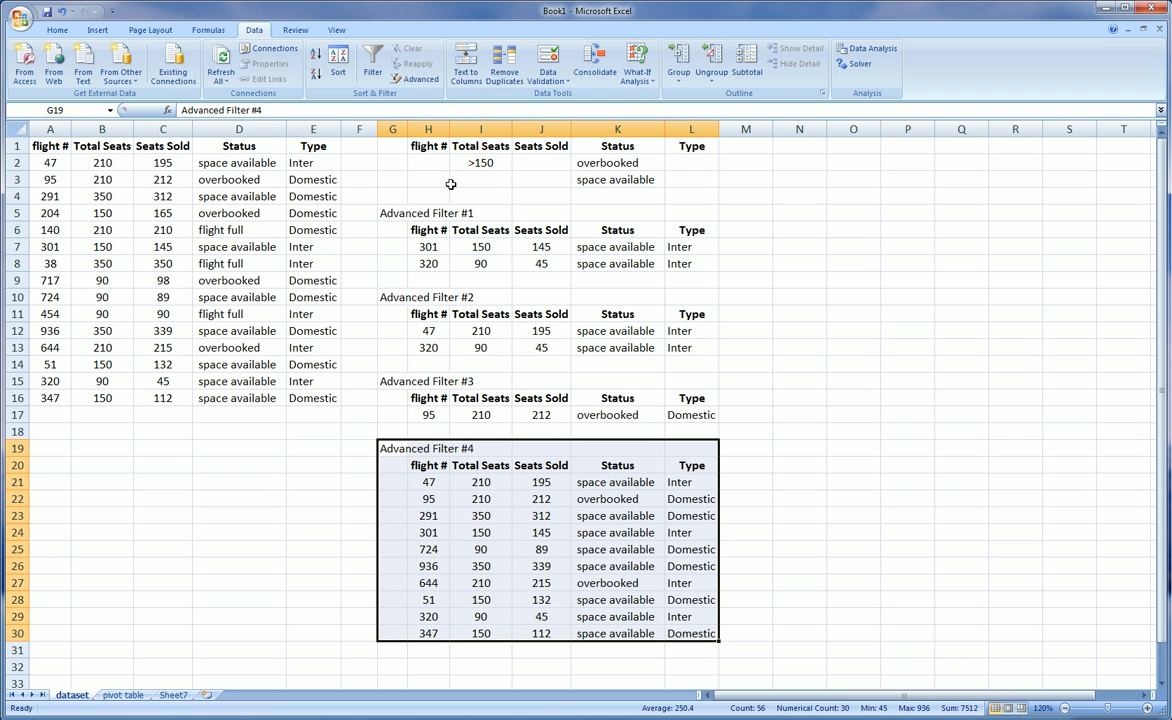 Book1 - Microsoft Excel
Home Insert Page Layout Formulas Data Review View
From Access From Web From Text From Other Sources Existing Connections Refresh All Connections Properties Edit Links Sort Filter Clear Reapply Advanced Text to Columns Remove Duplicates Data Validation Consolidate What-If Analysis Group Ungroup Subtotal Show Detail Hide Detail Data Analysis Solver
Get External Data Connections Sort & Filter Data Tools Outline Analysis
G19 fx Advanced Filter #4
A B C D E F G H I J K L M N O P Q R S T
1 flight # Total Seats Seats Sold Status Type flight # Total Seats Seats Sold Status Type
2 47 210 195 space available Inter >150 overbooked
3 95 210 212 overbooked Domestic space available
4 291 350 312 space available Domestic
5 204 150 165 overbooked Domestic Advanced Filter #1
6 140 210 210 flight full Domestic flight # Total Seats Seats Sold Status Type
7 301 150 145 space available Inter 301 150 145 space available Inter
8 38 350 350 flight full Inter 320 90 45 space available Inter
9 717 90 98 overbooked Domestic
10 724 90 89 space available Domestic Advanced Filter #2
11 454 90 90 flight full Inter flight # Total Seats Seats Sold Status Type
12 936 350 339 space available Domestic 47 210 195 space available Inter
13 644 210 215 overbooked Inter 320 90 45 space available Inter
14 51 150 132 space available Domestic
15 320 90 45 space available Inter Advanced Filter #3
16 347 150 112 space available Domestic flight # Total Seats Seats Sold Status Type
17 95 210 212 overbooked Domestic
18
19 Advanced Filter #4
20 flight # Total Seats Seats Sold Status Type
21 47 210 195 space available Inter
22 95 210 212 overbooked Domestic
23 291 350 312 space available Domestic
24 301 150 145 space available Inter
25 724 90 89 space available Domestic
26 936 350 339 space available Domestic
27 644 210 215 overbooked Inter
28 51 150 132 space available Domestic
29 320 90 45 space available Inter
30 347 150 112 space available Domestic
31
32
33
dataset pivot table Sheet7
Ready Average: 250.4 Count: 56 Numerical Count: 30 Min: 45 Max: 936 Sum: 7512 120%